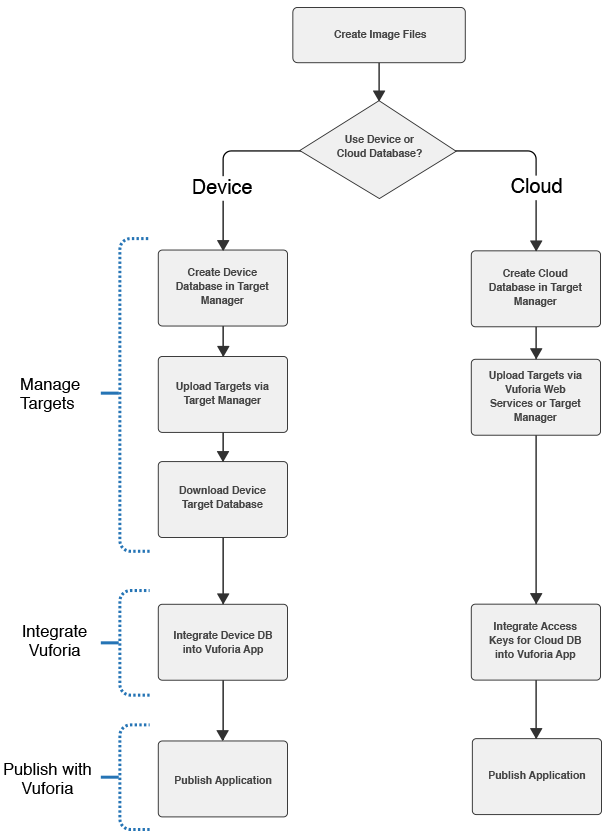 Create Image Files
Use Device or
Cloud Database?
Device
Cloud
Manage
Targets
Create Device
Database in Target
Manager
Create Cloud
Database in Target
Manager
Upload Targets via
Target Manager
Upload Targets via
Vuforia Web
Services or Target
Manager
Download Device
Target Database
Integrate
Vuforia
Integrate Device DB
into Vuforia App
Integrate Access
Keys for Cloud DB
into Vuforia App
Publish with
Vuforia
Publish Application
Publish Application